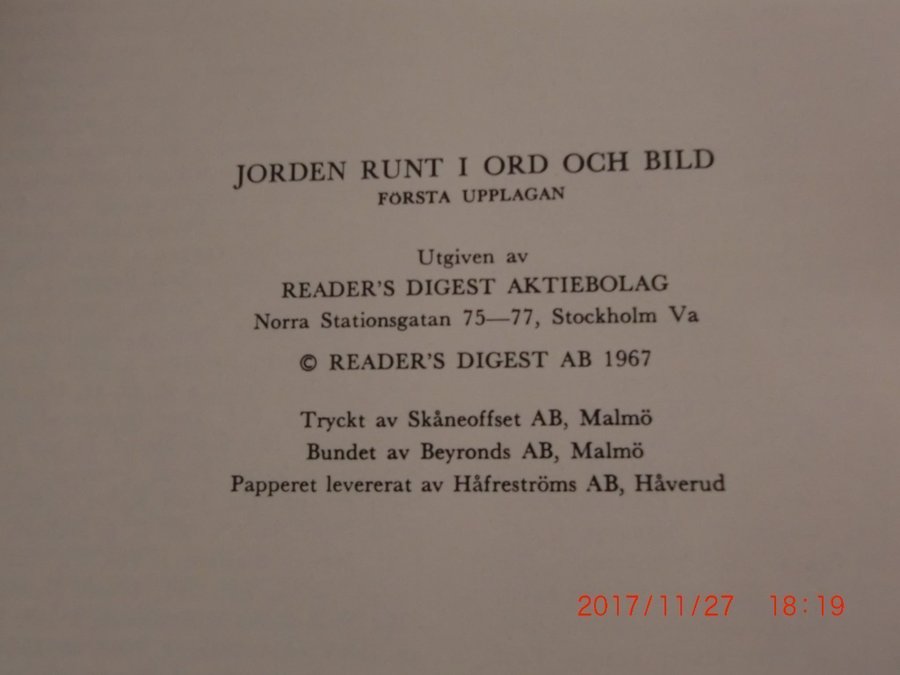 JORDEN RUNT I ORD OCH BILD
FÖRSTA UPPLAGAN
Utgiven av
READER'S DIGEST AKTIEBOLAG
Norra Stationsgatan 75—77, Stockholm Va
© READER'S DIGEST AB 1967
Tryckt av Skåneoffset AB, Malmö
Bundet av Beyronds AB, Malmö
Papperet levererat av Håfreströms AB, Håverud
2017/11/27 18:19